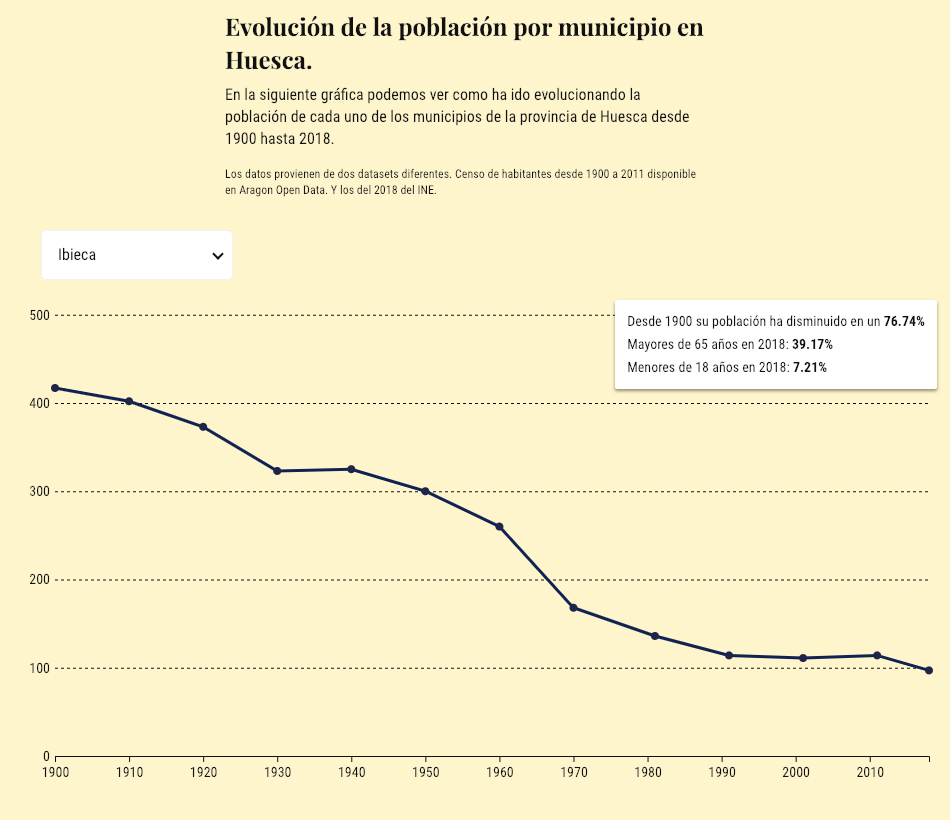 Evolución de la población por municipio en
Huesca.
En la siguiente gráfica podemos ver como ha ido evolucionando la
población de cada uno de los municipios de la provincia de Huesca desde
1900 hasta 2018.
Los datos provienen de dos datasets diferentes. Censo de habitantes desde 1900 a 2011 disponible
en Aragon Open Data. Y los del 2018 del INE.
Ibieca
Desde 1900 su población ha disminuido en un 76.74%
Mayores de 65 años en 2018: 39.17%
Menores de 18 años en 2018: 7.21%
500
400
300
200
100
0
1900 1910 1920 1930 1940 1950 1960 1970 1980 1990 2000 2010